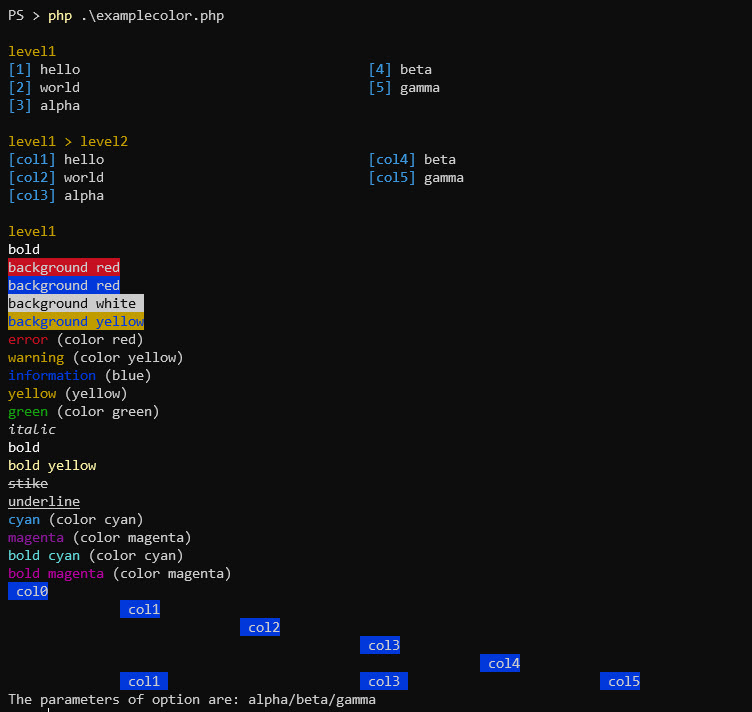 PS > php .\examplecolor.php
level1
[1] hello [4] beta
[2] world [5] gamma
[3] alpha
level1 > level2
[col1] hello [col4] beta
[col2] world [col5] gamma
[col3] alpha
level1
bold
background red
background red
background white
background yellow
error (color red)
warning (color yellow)
information (blue)
yellow (yellow)
green (color green)
italic
bold
bold yellow
stike
underline
cyan (color cyan)
magenta (color magenta)
bold cyan (color cyan)
bold magenta (color magenta)
col0
col1
col2
col3
col4
col1 col3 col5
The parameters of option are: alpha/beta/gamma